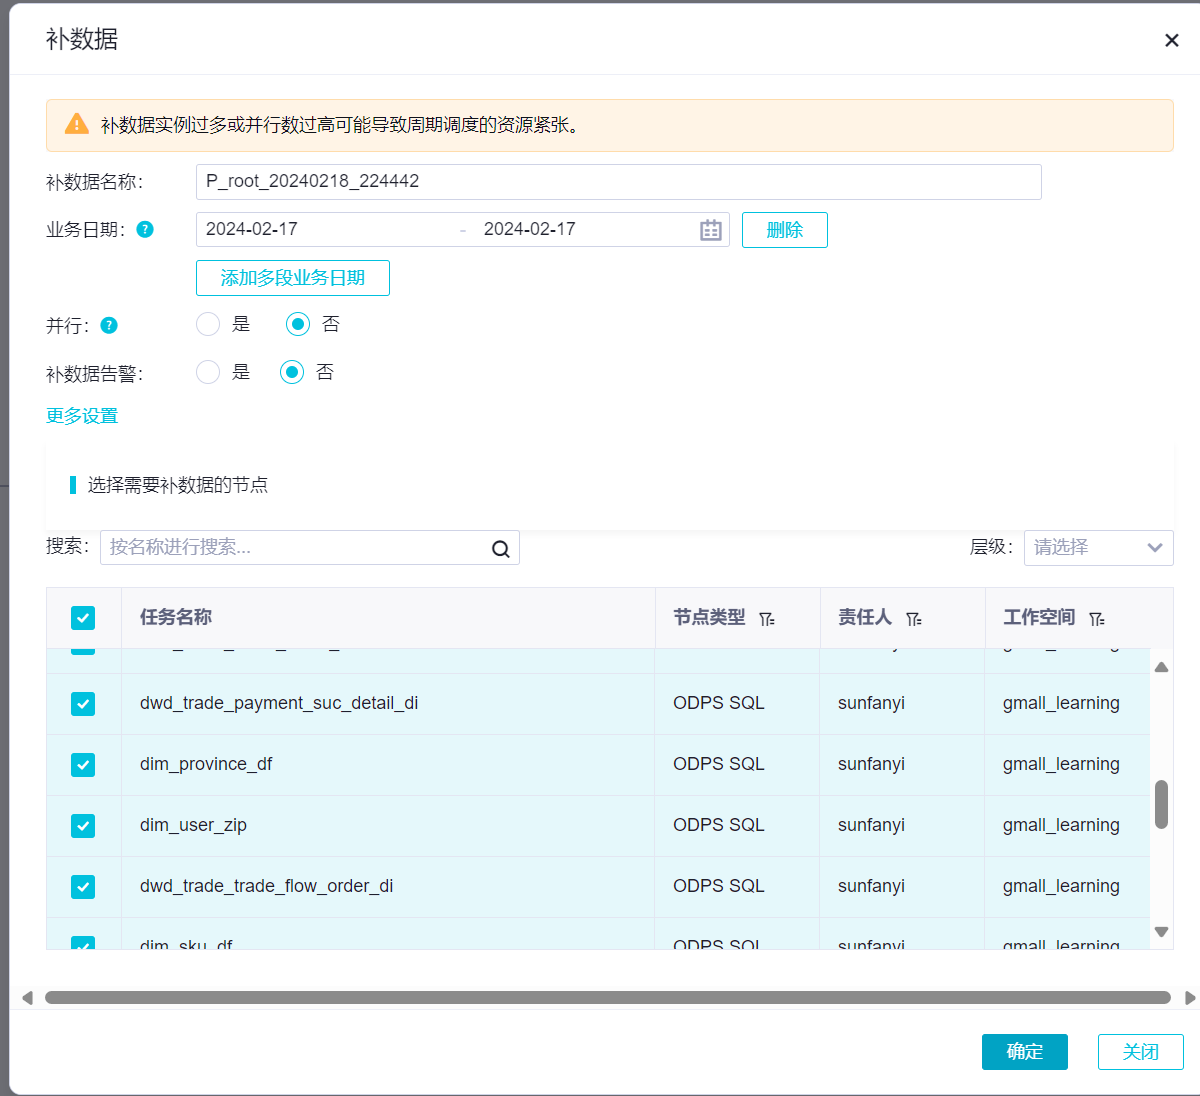 补数据
补数据实例过多或并行数过高可能导致周期调度的资源紧张。
补数据名称： P_root_20240218_224442
业务日期： ? 2024-02-17 - 2024-02-17 删除
添加多段业务日期
并行： ? 是 否
补数据告警： 是 否
更多设置
选择需要补数据的节点
搜索： 按名称进行搜索... 层级： 请选择
任务名称 节点类型 责任人 工作空间
dwd_trade_payment_suc_detail_di ODPS SQL sunfanyi gmall_learning
dim_province_df ODPS SQL sunfanyi gmall_learning
dim_user_zip ODPS SQL sunfanyi gmall_learning
dwd_trade_trade_flow_order_di ODPS SQL sunfanyi gmall_learning
dim_sku_df ODPS SQL sunfanyi gmall_learning
确定 关闭